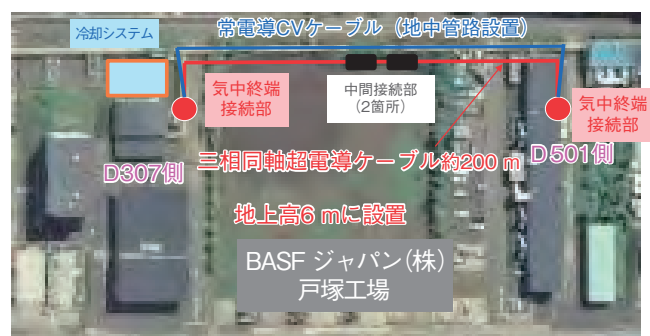 冷却システム
常電導CVケーブル（地中管路設置）
気中終端
接続部
中間接続部
（2箇所）
気中終端
接続部
D307側
三相同軸超電導ケーブル約200 m
D501側
地上高6 mに設置
BASF ジャパン（株）
戸塚工場